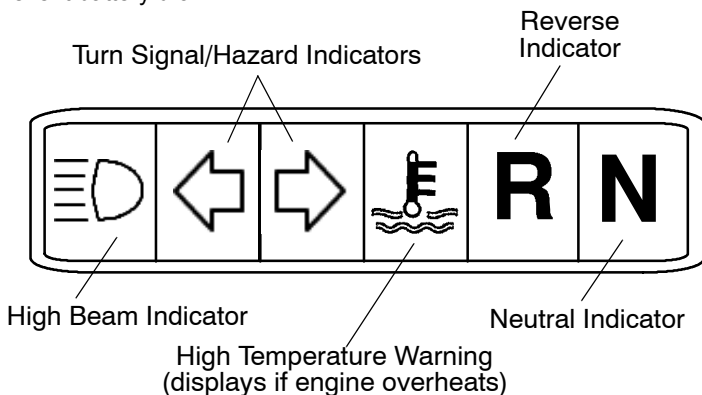 Reverse
Indicator
Turn Signal/Hazard Indicators
R
N
High Beam Indicator
Neutral Indicator
High Temperature Warning
(displays if engine overheats)